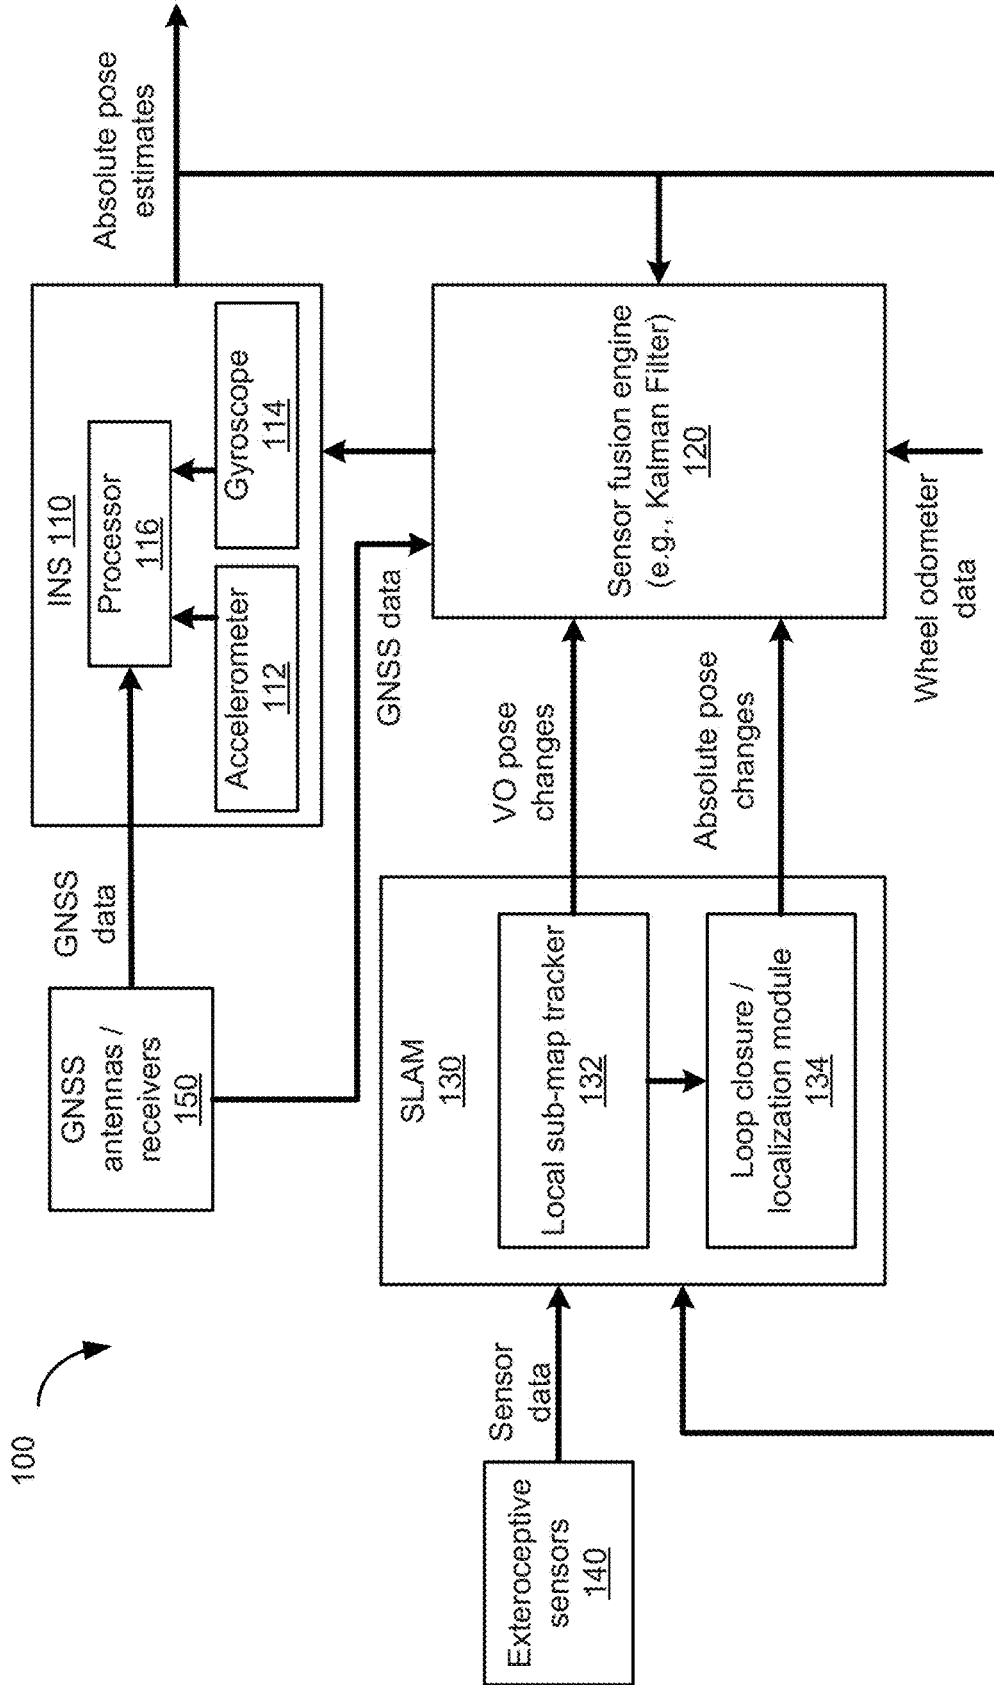 100
GNSS
antennas /
receivers
150
GNSS
data
INS 110
Processor
116
Accelerometer
112
Gyroscope
114
Absolute pose
estimates
GNSS data
Exteroceptive
sensors
140
Sensor
data
SLAM
130
Local sub-map tracker
132
Loop closure /
localization module
134
VO pose
changes
Absolute pose
changes
Sensor fusion engine
(e.g., Kalman Filter)
120
Wheel odometer
data